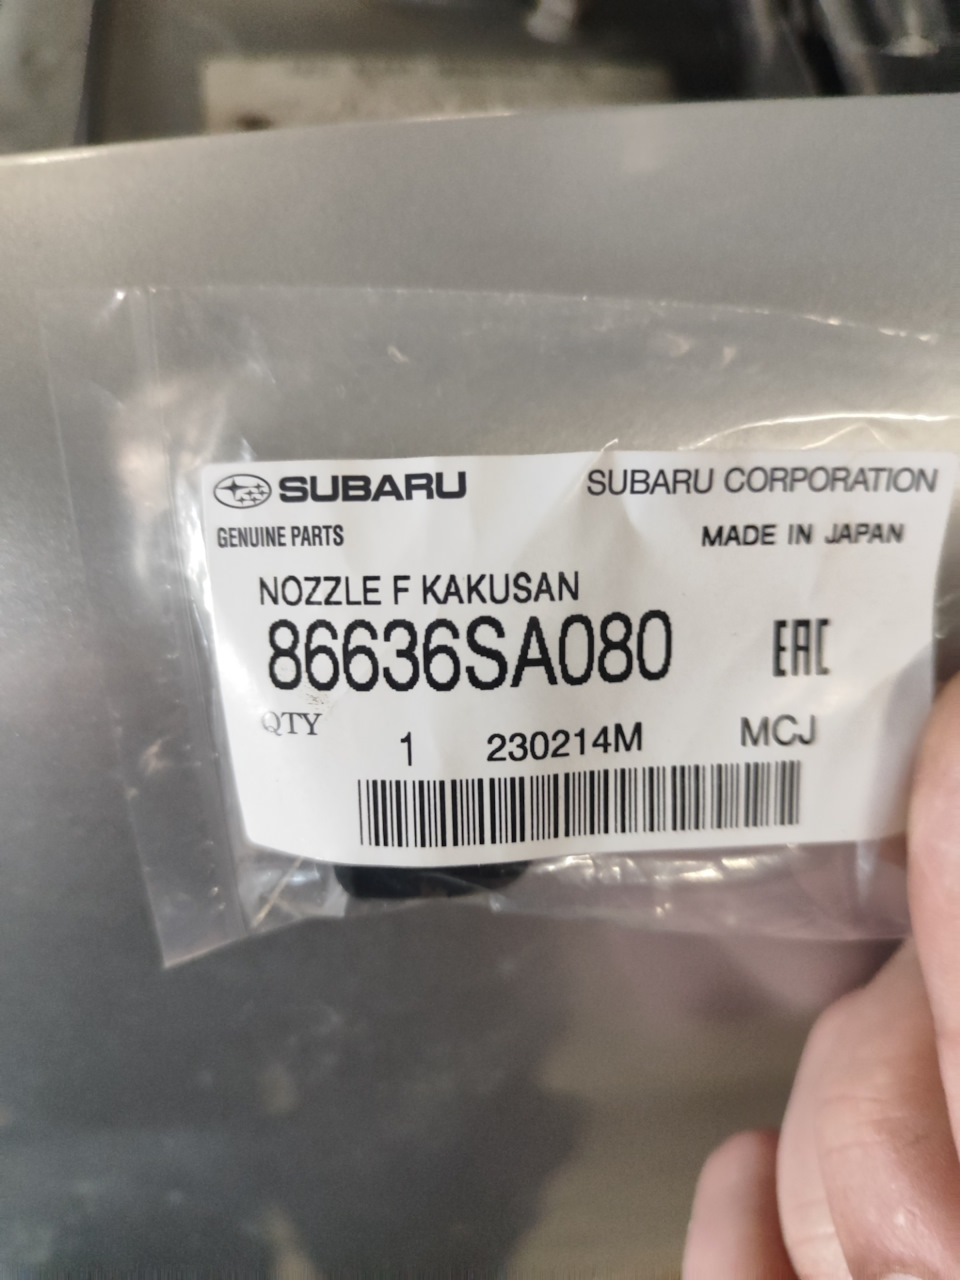 SUBARU SUBARU CORPORATION
GENUINE PARTS MADE IN JAPAN
NOZZLE F KAKUSAN
86636SA080 EAC
QTY 1 230214M MCJ